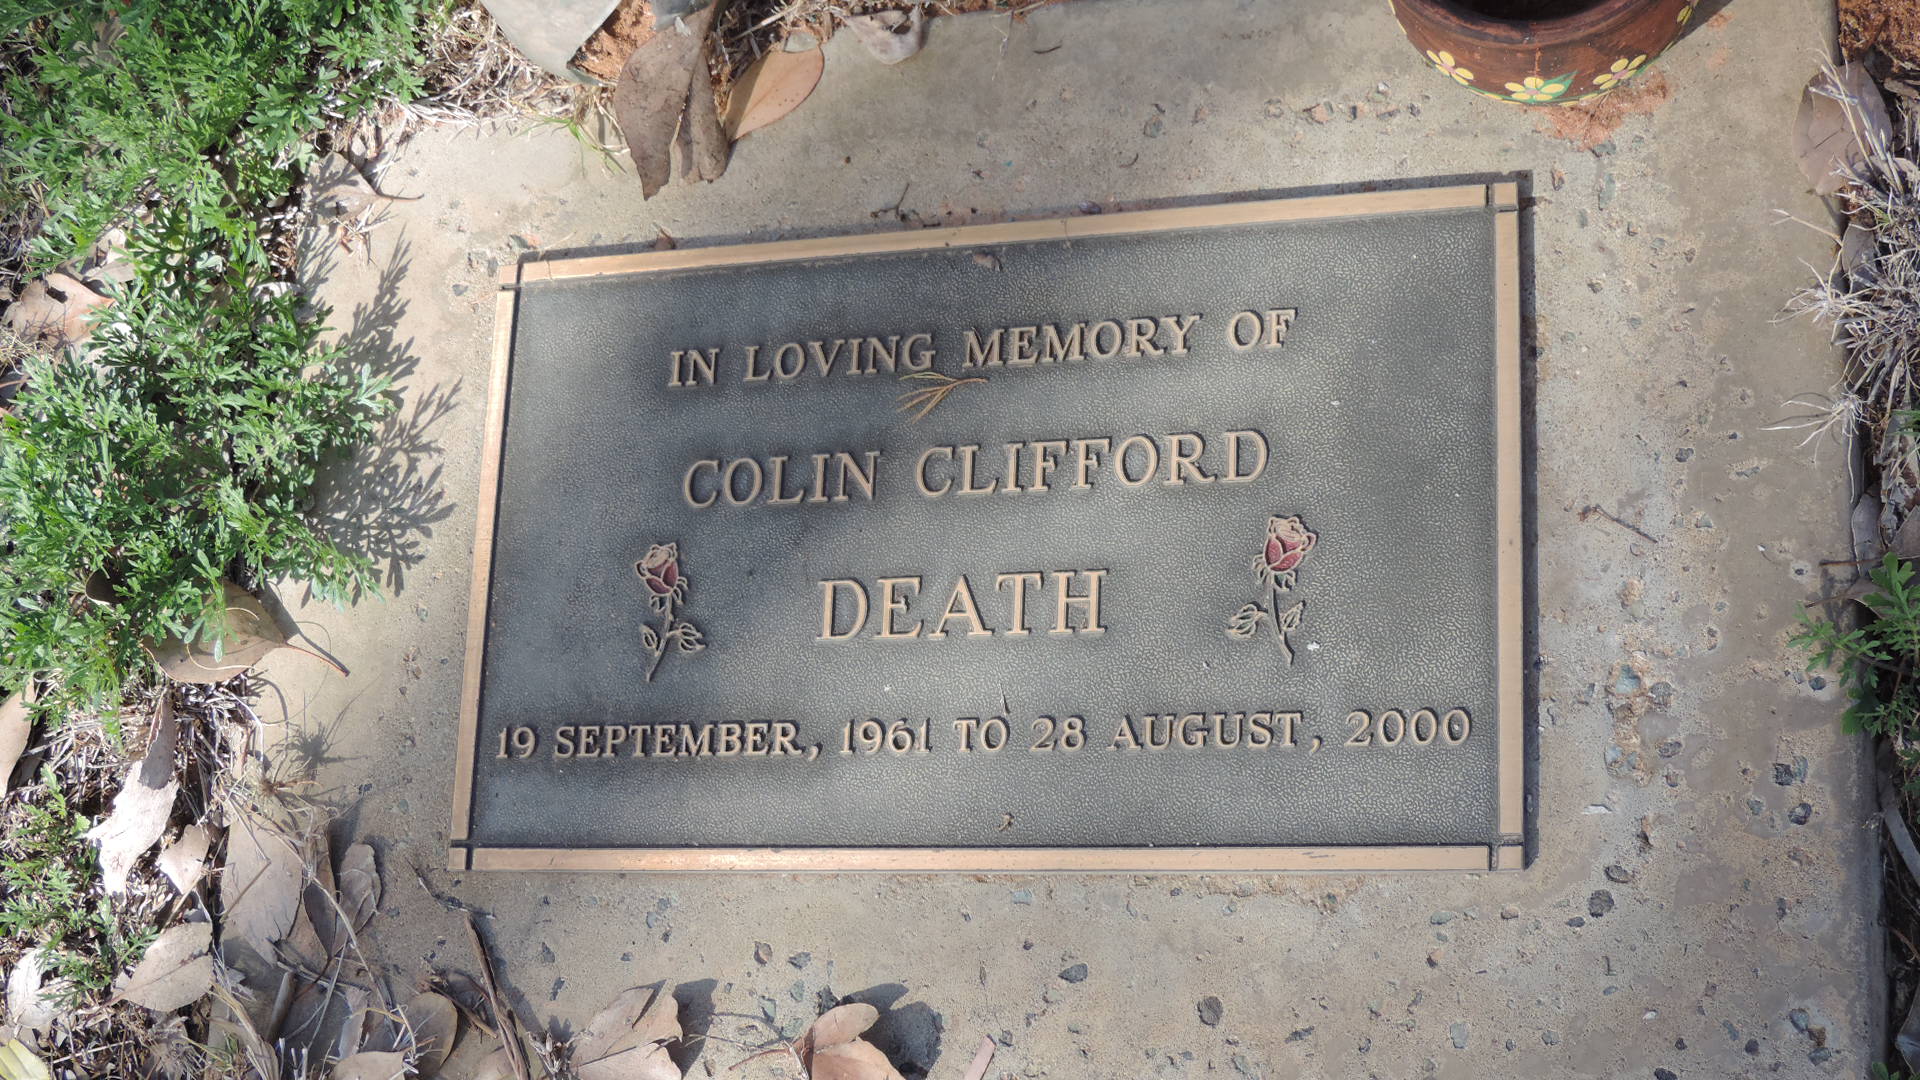 IN LOVING MEMORY OF
COLIN CLIFFORD
DEATH
19 SEPTEMBER, 1961 TO 28 AUGUST, 2000